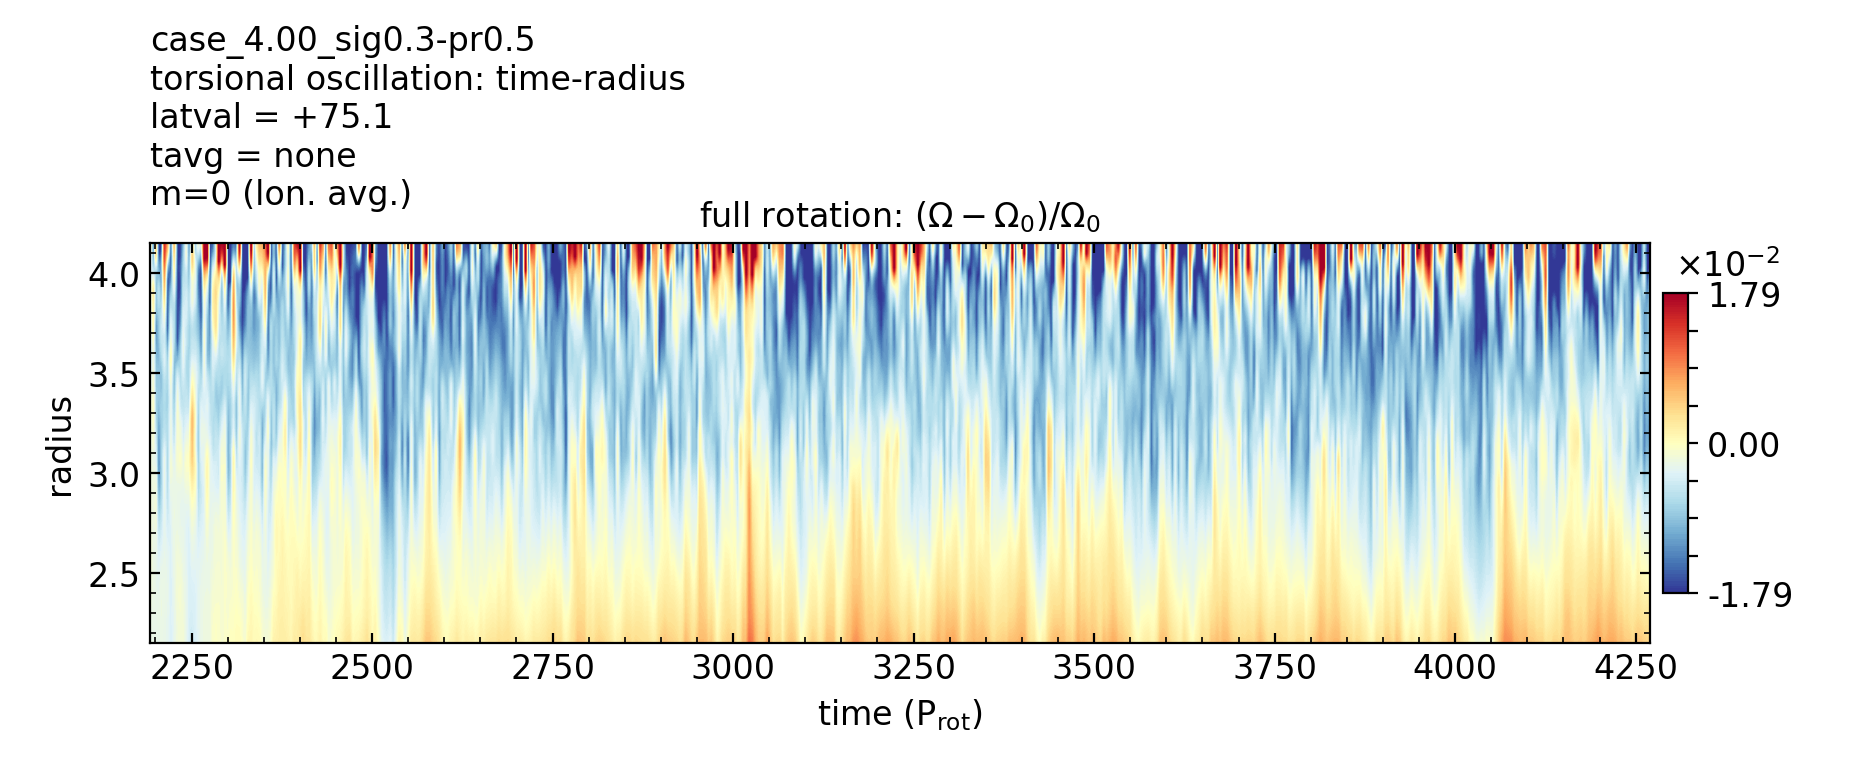 case_4.00_sig0.3-pr0.5
torsional oscillation: time-radius
latval = +75.1
tavg = none
m=0 (lon. avg.)
full rotation: (Ω − Ω₀)/Ω₀
×10⁻²
1.79
0.00
-1.79
4.0
3.5
3.0
2.5
radius
2250 2500 2750 3000 3250 3500 3750 4000 4250
time (P_rot)